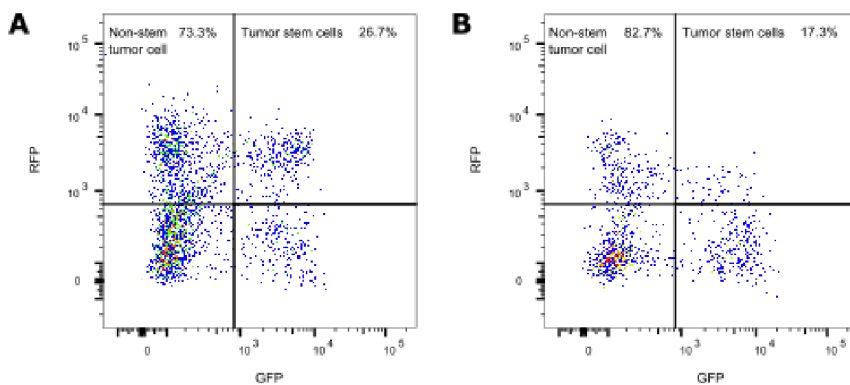 A
B
Non-stem 73.3% Tumor stem cells 26.7%
tumor cell
Non-stem 82.7% Tumor stem cells 17.3%
tumor cell
10^5
10^4
10^3
0
RFP
0 10^3 10^4 10^5
GFP
10^5
10^4
10^3
0
RFP
0 10^3 10^4 10^5
GFP